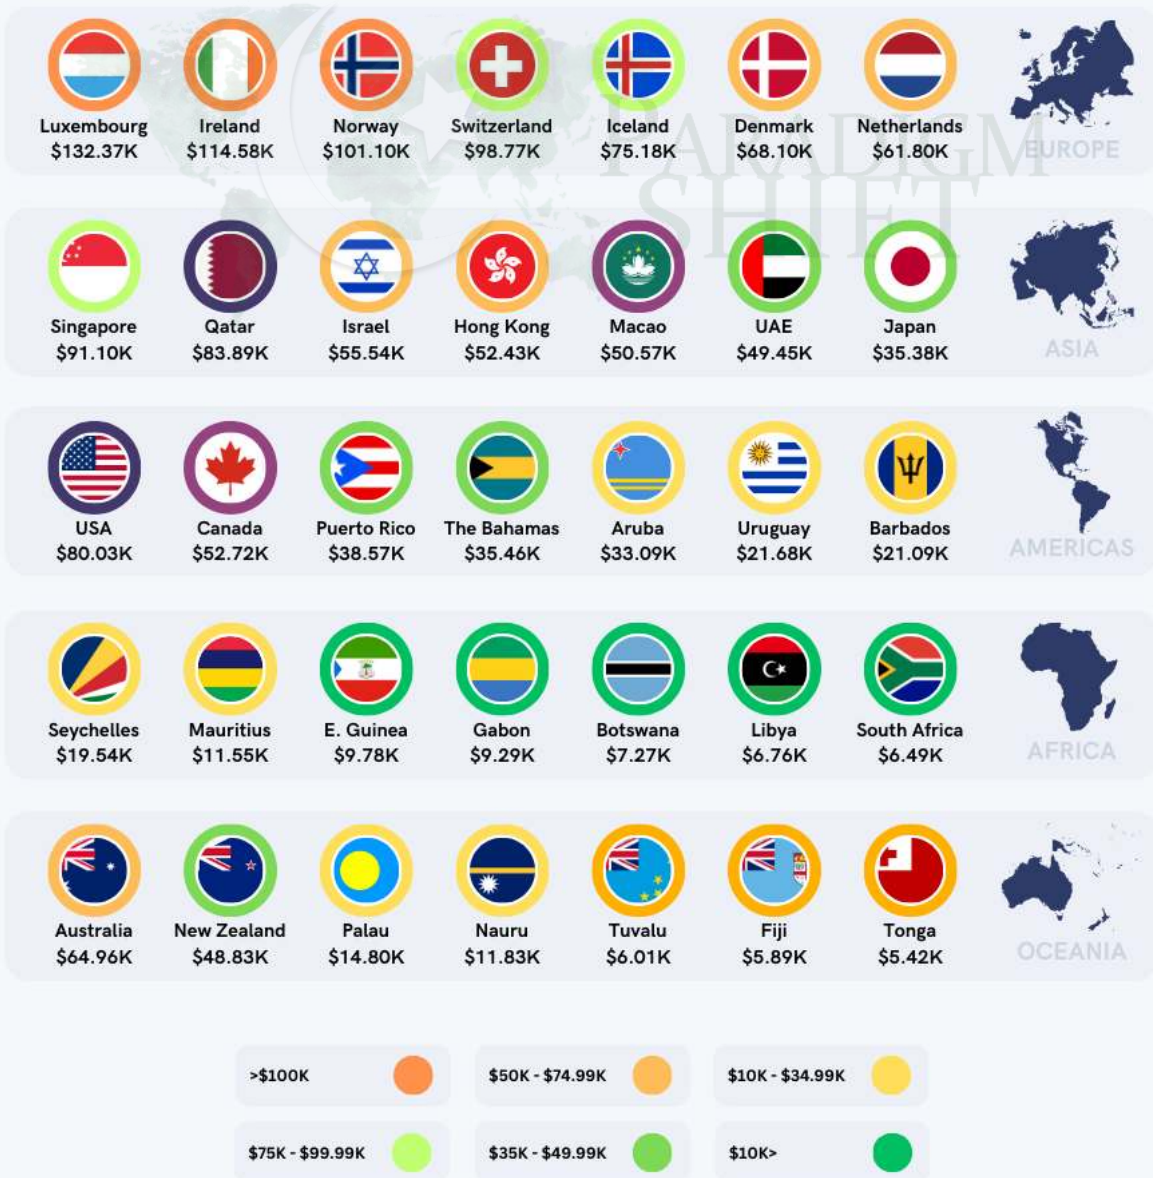 Luxembourg Ireland Norway Switzerland Iceland Denmark Netherlands
$132.37K $114.58K $101.10K $98.77K $75.18K $68.10K $61.80K
EUROPE
PARADIGM
SHIFT
Singapore Qatar Israel Hong Kong Macao UAE Japan
$91.10K $83.89K $55.54K $52.43K $50.57K $49.45K $35.38K
ASIA
USA Canada Puerto Rico The Bahamas Aruba Uruguay Barbados
$80.03K $52.72K $38.57K $35.46K $33.09K $21.68K $21.09K
AMERICAS
Seychelles Mauritius E. Guinea Gabon Botswana Libya South Africa
$19.54K $11.55K $9.78K $9.29K $7.27K $6.76K $6.49K
AFRICA
Australia New Zealand Palau Nauru Tuvalu Fiji Tonga
$64.96K $48.83K $14.80K $11.83K $6.01K $5.89K $5.42K
OCEANIA
>$100K $50K - $74.99K $10K - $34.99K
$75K - $99.99K $35K - $49.99K $10K>